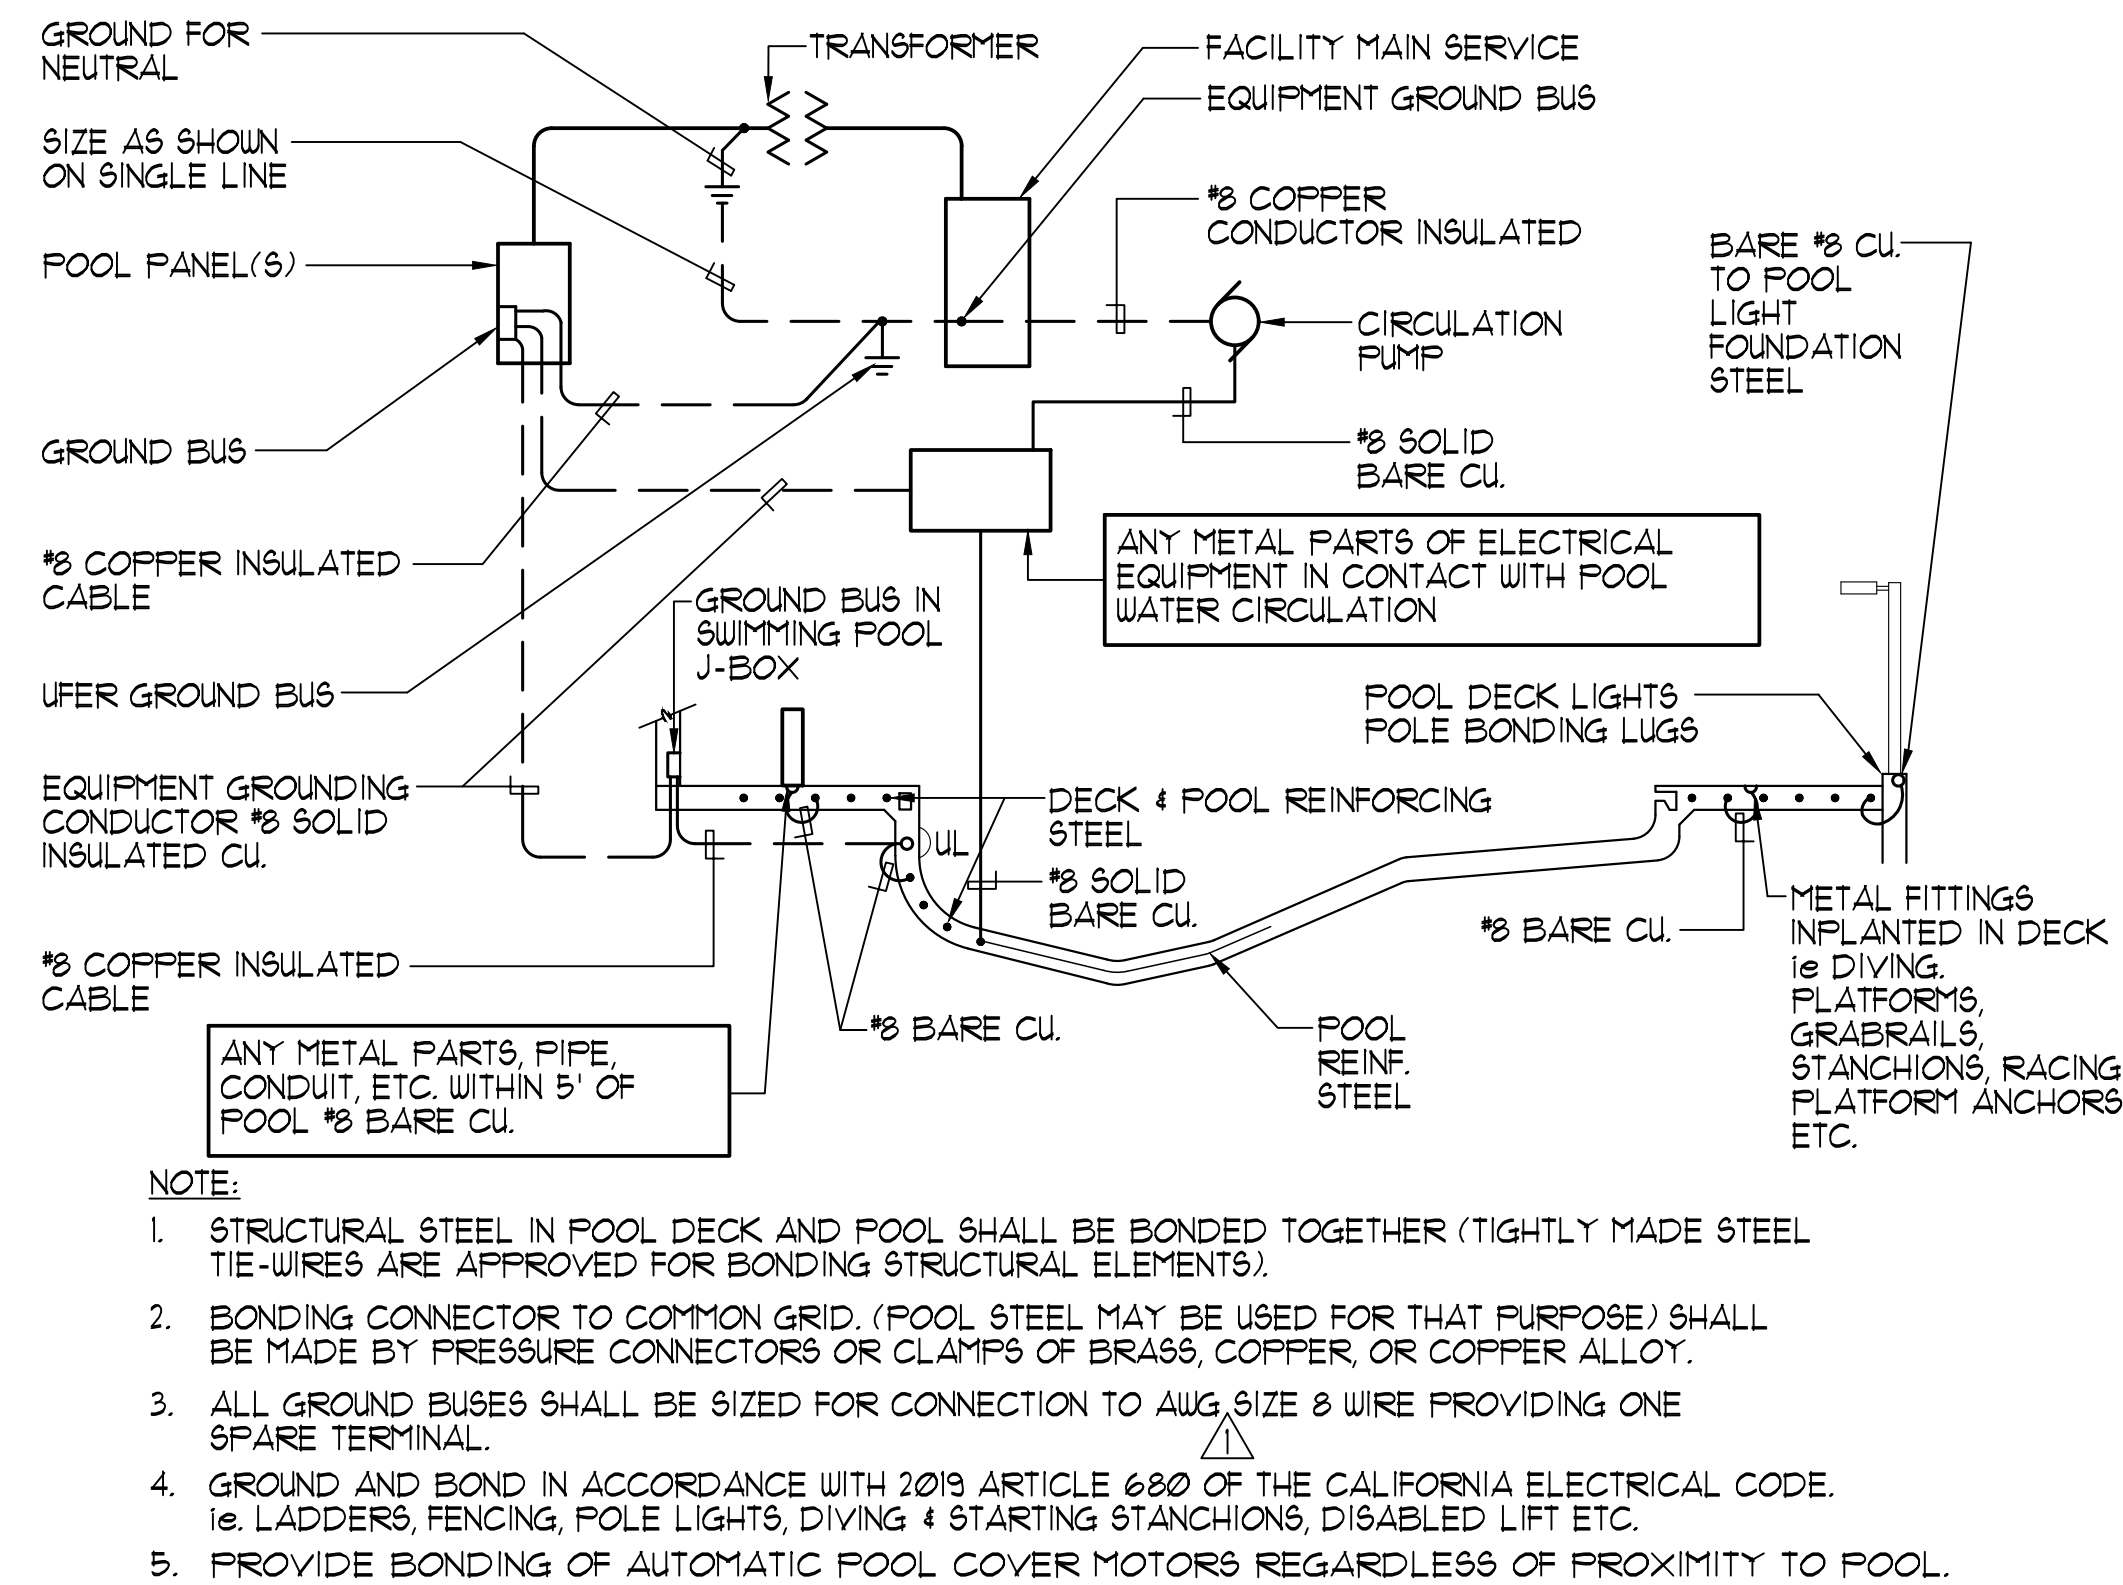 GROUND FOR
NEUTRAL
TRANSFORMER
FACILITY MAIN SERVICE
EQUIPMENT GROUND BUS
SIZE AS SHOWN
ON SINGLE LINE
#8 COPPER
CONDUCTOR INSULATED
POOL PANEL(S)
BARE #8 CU.
TO POOL
LIGHT
FOUNDATION
STEEL
CIRCULATION
PUMP
GROUND BUS
#8 SOLID
BARE CU.
#8 COPPER INSULATED
CABLE
ANY METAL PARTS OF ELECTRICAL
EQUIPMENT IN CONTACT WITH POOL
WATER CIRCULATION
GROUND BUS IN
SWIMMING POOL
J-BOX
UFER GROUND BUS
POOL DECK LIGHTS
POLE BONDING LUGS
EQUIPMENT GROUNDING
CONDUCTOR #8 SOLID
INSULATED CU.
DECK & POOL REINFORCING
STEEL
UL
#8 SOLID
BARE CU.
#8 BARE CU.
METAL FITTINGS
INPLANTED IN DECK
ie DIVING.
PLATFORMS,
GRABRAILS,
STANCHIONS, RACING
PLATFORM ANCHORS
ETC.
#8 COPPER INSULATED
CABLE
#8 BARE CU.
POOL
REINF.
STEEL
ANY METAL PARTS, PIPE,
CONDUIT, ETC. WITHIN 5' OF
POOL #8 BARE CU.
NOTE:
1. STRUCTURAL STEEL IN POOL DECK AND POOL SHALL BE BONDED TOGETHER (TIGHTLY MADE STEEL
TIE-WIRES ARE APPROVED FOR BONDING STRUCTURAL ELEMENTS).
2. BONDING CONNECTOR TO COMMON GRID. (POOL STEEL MAY BE USED FOR THAT PURPOSE) SHALL
BE MADE BY PRESSURE CONNECTORS OR CLAMPS OF BRASS, COPPER, OR COPPER ALLOY.
3. ALL GROUND BUSES SHALL BE SIZED FOR CONNECTION TO AWG SIZE 8 WIRE PROVIDING ONE
SPARE TERMINAL.
1
4. GROUND AND BOND IN ACCORDANCE WITH 2019 ARTICLE 680 OF THE CALIFORNIA ELECTRICAL CODE.
ie. LADDERS, FENCING, POLE LIGHTS, DIVING & STARTING STANCHIONS, DISABLED LIFT ETC.
5. PROVIDE BONDING OF AUTOMATIC POOL COVER MOTORS REGARDLESS OF PROXIMITY TO POOL.